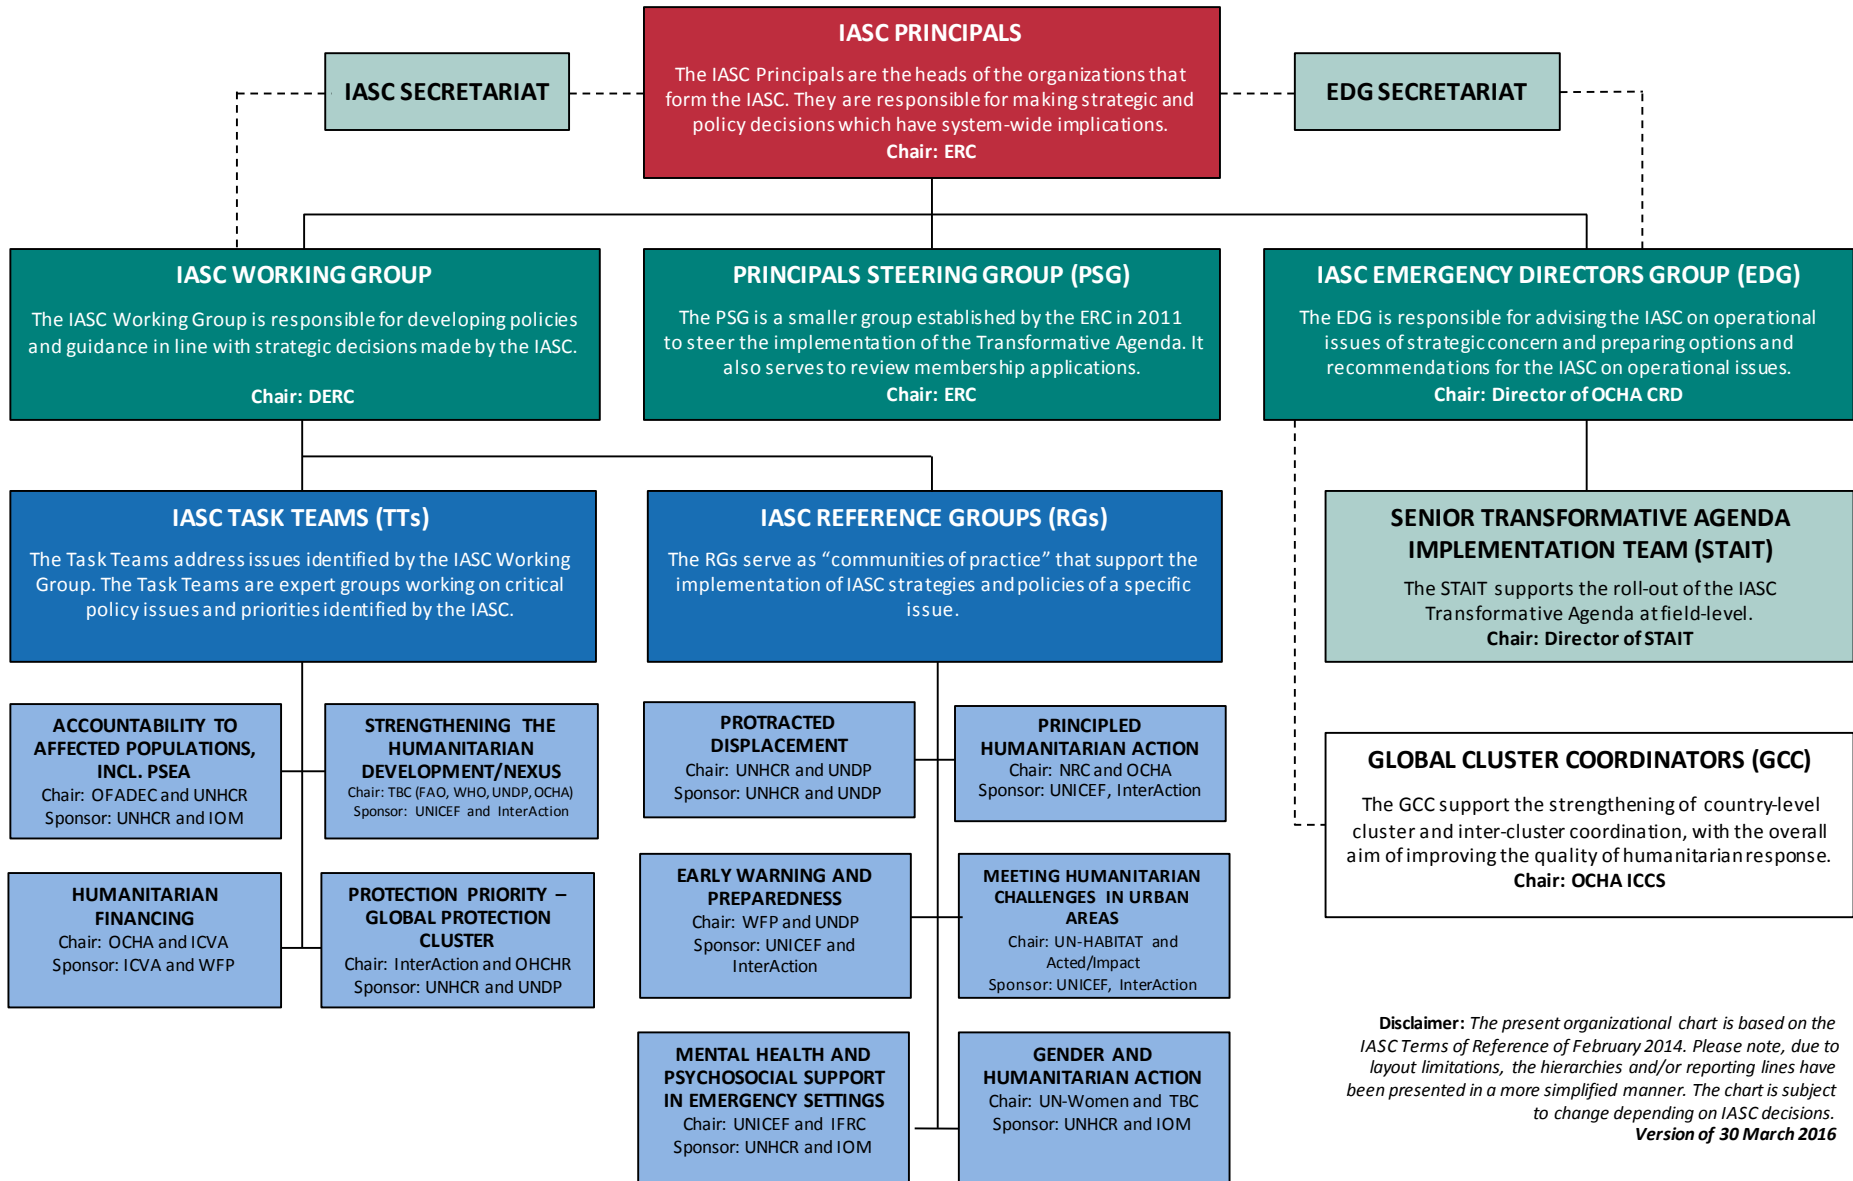 IASC PRINCIPALS
The IASC Principals are the heads of the organizations that
form the IASC. They are responsible for making strategic and
policy decisions which have system-wide implications.
Chair: ERC
IASC SECRETARIAT
EDG SECRETARIAT
IASC WORKING GROUP
The IASC Working Group is responsible for developing policies
and guidance in line with strategic decisions made by the IASC.
Chair: DERC
PRINCIPALS STEERING GROUP (PSG)
The PSG is a smaller group established by the ERC in 2011
to steer the implementation of the Transformative Agenda. It
also serves to review membership applications.
Chair: ERC
IASC EMERGENCY DIRECTORS GROUP (EDG)
The EDG is responsible for advising the IASC on operational
issues of strategic concern and preparing options and
recommendations for the IASC on operational issues.
Chair: Director of OCHA CRD
IASC TASK TEAMS (TTs)
The Task Teams address issues identified by the IASC Working
Group. The Task Teams are expert groups working on critical
policy issues and priorities identified by the IASC.
IASC REFERENCE GROUPS (RGs)
The RGs serve as “communities of practice” that support the
implementation of IASC strategies and policies of a specific
issue.
SENIOR TRANSFORMATIVE AGENDA
IMPLEMENTATION TEAM (STAIT)
The STAIT supports the roll-out of the IASC
Transformative Agenda at field-level.
Chair: Director of STAIT
ACCOUNTABILITY TO
AFFECTED POPULATIONS,
INCL. PSEA
Chair: OFADEC and UNHCR
Sponsor: UNHCR and IOM
STRENGTHENING THE
HUMANITARIAN
DEVELOPMENT/NEXUS
Chair: TBC (FAO, WHO, UNDP, OCHA)
Sponsor: UNICEF and InterAction
HUMANITARIAN
FINANCING
Chair: OCHA and ICVA
Sponsor: ICVA and WFP
PROTECTION PRIORITY –
GLOBAL PROTECTION
CLUSTER
Chair: InterAction and OHCHR
Sponsor: UNHCR and UNDP
PROTRACTED
DISPLACEMENT
Chair: UNHCR and UNDP
Sponsor: UNHCR and UNDP
PRINCIPLED
HUMANITARIAN ACTION
Chair: NRC and OCHA
Sponsor: UNICEF, InterAction
EARLY WARNING AND
PREPAREDNESS
Chair: WFP and UNDP
Sponsor: UNICEF and
InterAction
MEETING HUMANITARIAN
CHALLENGES IN URBAN
AREAS
Chair: UN-HABITAT and
Acted/Impact
Sponsor: UNICEF, InterAction
MENTAL HEALTH AND
PSYCHOSOCIAL SUPPORT
IN EMERGENCY SETTINGS
Chair: UNICEF and IFRC
Sponsor: UNHCR and IOM
GENDER AND
HUMANITARIAN ACTION
Chair: UN-Women and TBC
Sponsor: UNHCR and IOM
GLOBAL CLUSTER COORDINATORS (GCC)
The GCC support the strengthening of country-level
cluster and inter-cluster coordination, with the overall
aim of improving the quality of humanitarian response.
Chair: OCHA ICCS
Disclaimer: The present organizational chart is based on the
IASC Terms of Reference of February 2014. Please note, due to
layout limitations, the hierarchies and/or reporting lines have
been presented in a more simplified manner. The chart is subject
to change depending on IASC decisions.
Version of 30 March 2016